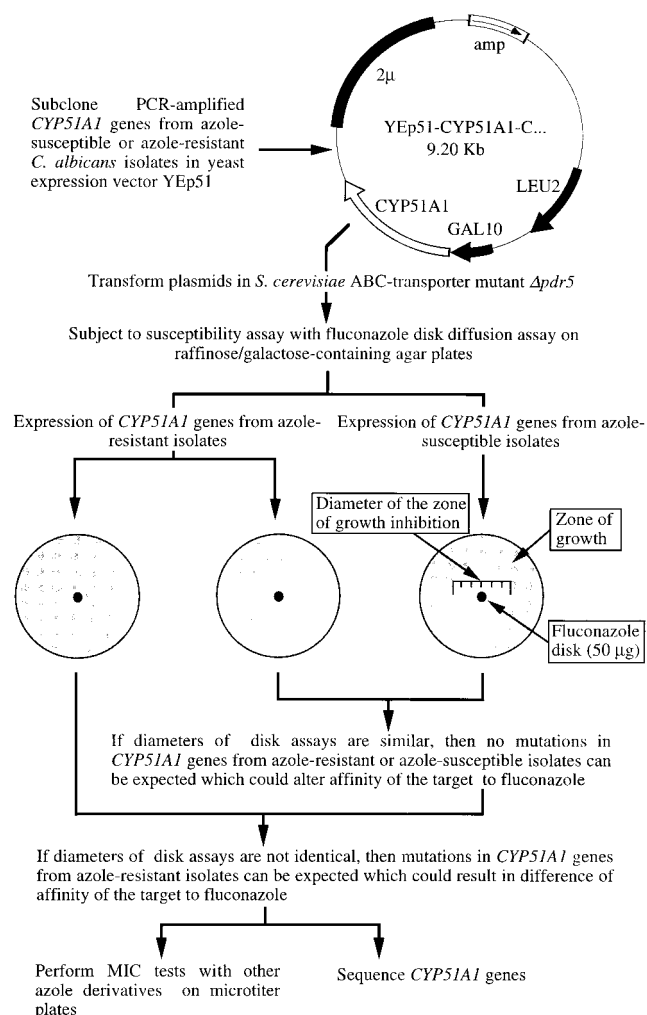 amp
2μ
Subclone PCR-amplified
CYP51A1 genes from azole-
susceptible or azole-resistant
C. albicans isolates in yeast
expression vector YEp51
YEp51-CYP51A1-C...
9.20 Kb
LEU2
CYP51A1
GAL10
Transform plasmids in S. cerevisiae ABC-transporter mutant Δpdr5
Subject to susceptibility assay with fluconazole disk diffusion assay on
raffinose/galactose-containing agar plates
Expression of CYP51A1 genes from azole-
resistant isolates
Expression of CYP51A1 genes from azole-
susceptible isolates
Diameter of the zone
of growth inhibition
Zone of
growth
Fluconazole
disk (50 μg)
If diameters of disk assays are similar, then no mutations in
CYP51A1 genes from azole-resistant or azole-susceptible isolates can
be expected which could alter affinity of the target to fluconazole
If diameters of disk assays are not identical, then mutations in CYP51A1 genes
from azole-resistant isolates can be expected which could result in difference of
affinity of the target to fluconazole
Perform MIC tests with other
azole derivatives on microtiter
plates
Sequence CYP51A1 genes